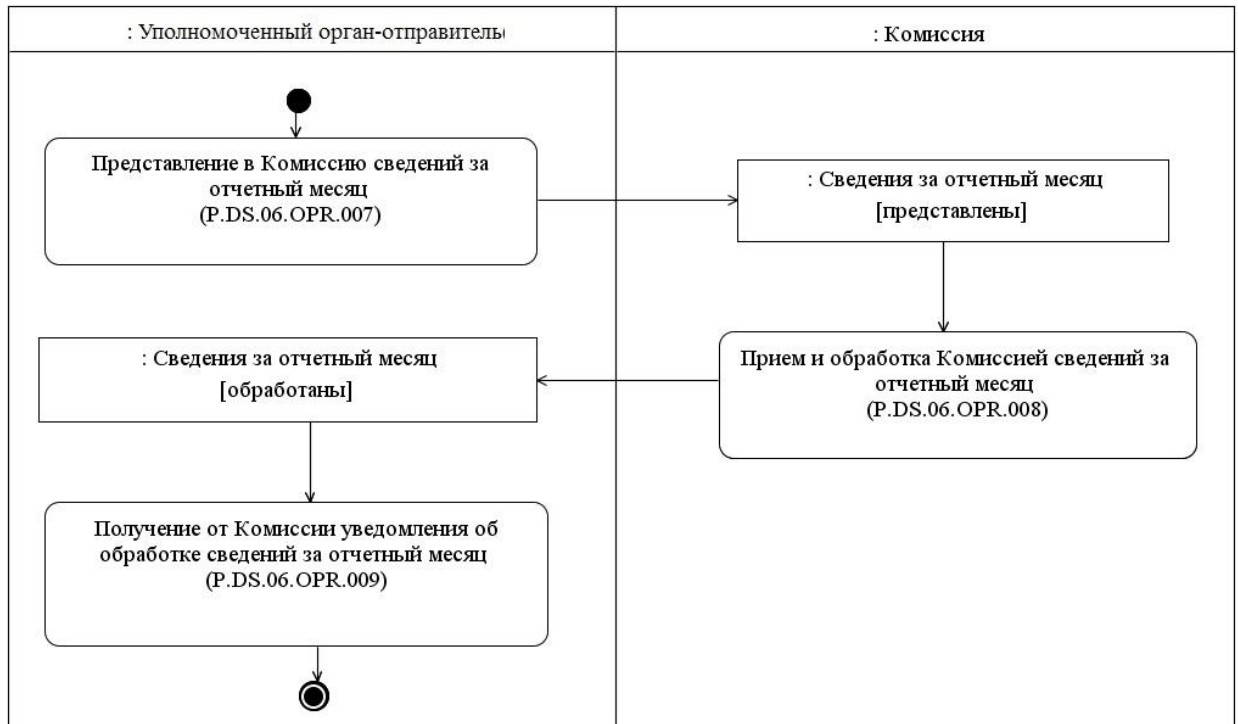 : Уполномоченный орган-отправитель
: Комиссия
Представление в Комиссию сведений за
отчетный месяц
(P.DS.06.OPR.007)
: Сведения за отчетный месяц
[представлены]
: Сведения за отчетный месяц
[обработаны]
Прием и обработка Комиссией сведений за
отчетный месяц
(P.DS.06.OPR.008)
Получение от Комиссии уведомления об
обработке сведений за отчетный месяц
(P.DS.06.OPR.009)